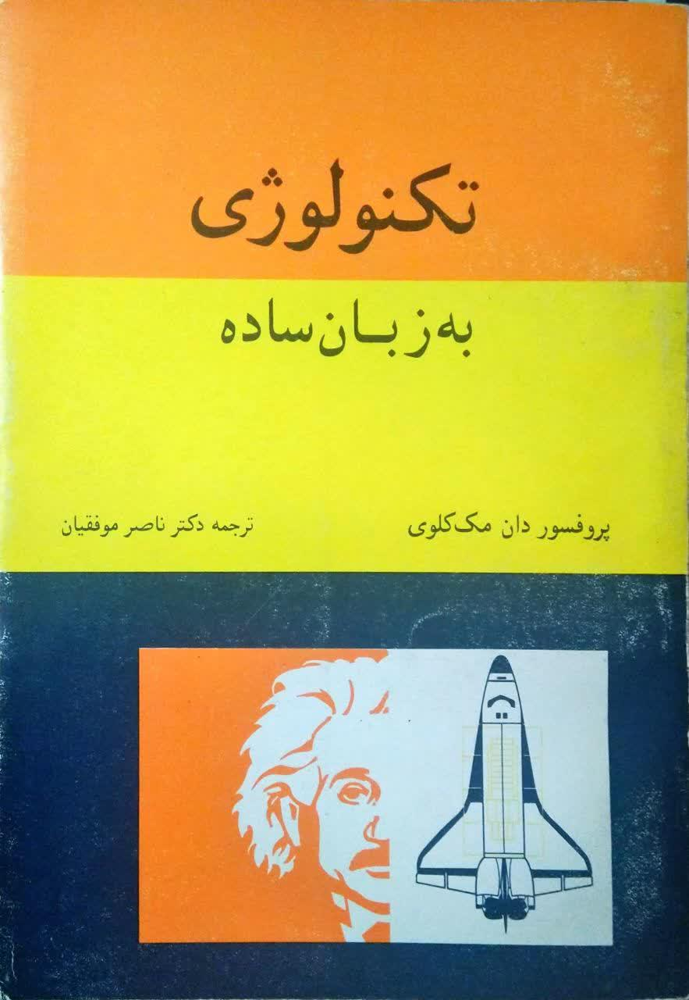 تکنولوژی
به زبان ساده
پروفسور دان مک‌کلوی
ترجمه دکتر ناصر موفقیان